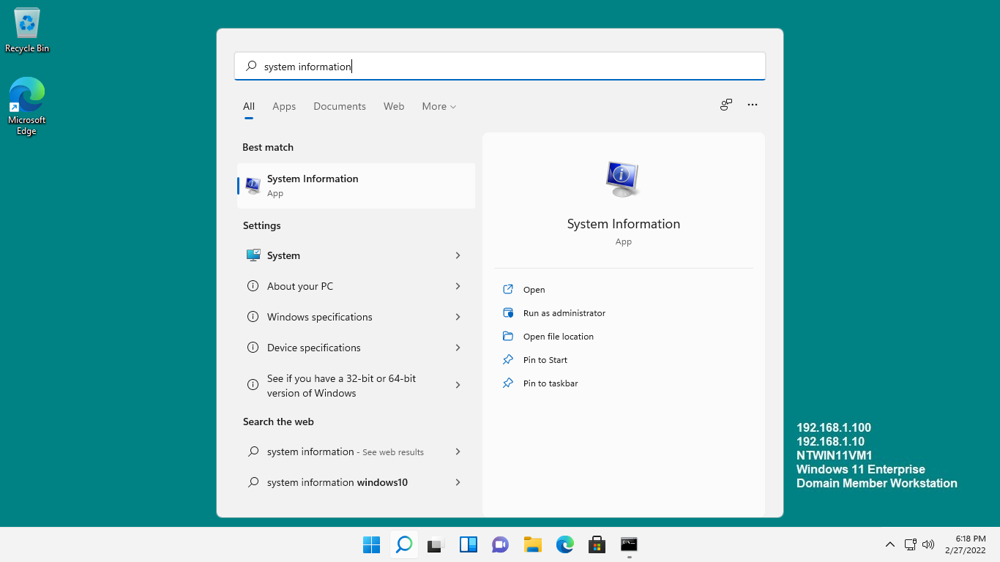 Recycle Bin
Microsoft
Edge
system information
All
Apps
Documents
Web
More
Best match
System Information
App
Settings
System
About your PC
Windows specifications
Device specifications
See if you have a 32-bit or 64-bit
version of Windows
Search the web
system information - See web results
system information windows10
System Information
App
Open
Run as administrator
Open file location
Pin to Start
Pin to taskbar
192.168.1.100
192.168.1.10
NTWIN11VM1
Windows 11 Enterprise
Domain Member Workstation
6:18 PM
2/27/2022